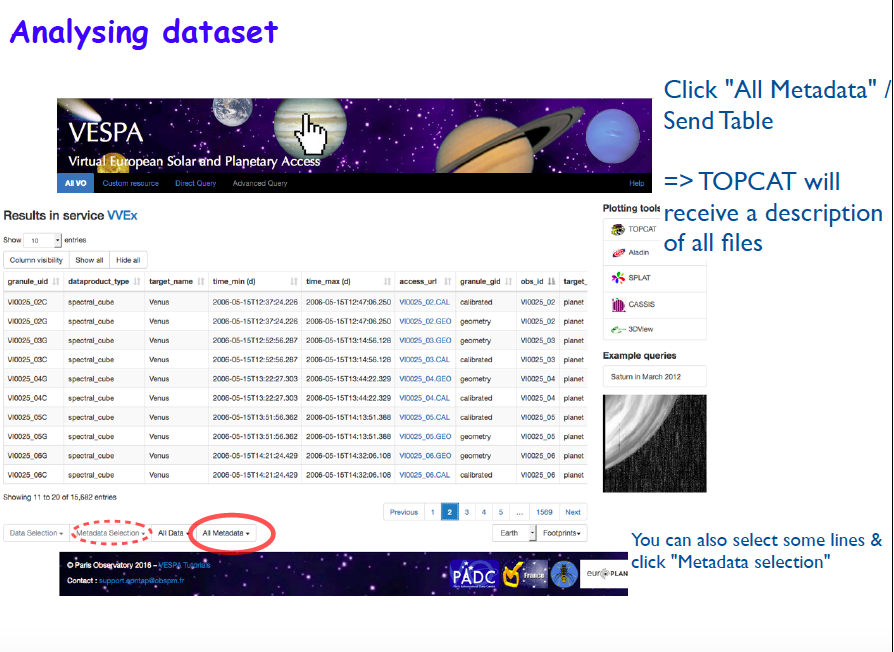 Analysing dataset
Click "All Metadata" /
Send Table
=> TOPCAT will
receive a description
of all files
VESPA
Virtual European Solar and Planetary Access
All VO Custom resource Direct Query Advanced Query Help
Results in service VVEx
Show 10 entries
Column visibility Show all Hide all
granule_uid dataproduct_type target_name time_min (d) time_max (d) access_url granule_gid obs_id target_
VI0025_02C spectral_cube Venus 2006-05-15T12:37:24.226 2006-05-15T12:47:06.250 VI0025_02.CAL calibrated VI0025_02 planet
VI0025_02G spectral_cube Venus 2006-05-15T12:37:24.226 2006-05-15T12:47:06.250 VI0025_02.GEO geometry VI0025_02 planet
VI0025_03G spectral_cube Venus 2006-05-15T12:52:56.287 2006-05-15T13:14:56.128 VI0025_03.GEO geometry VI0025_03 planet
VI0025_03C spectral_cube Venus 2006-05-15T12:52:56.287 2006-05-15T13:14:56.128 VI0025_03.CAL calibrated VI0025_03 planet
VI0025_04G spectral_cube Venus 2006-05-15T13:22:27.303 2006-05-15T13:44:22.329 VI0025_04.GEO geometry VI0025_04 planet
VI0025_04C spectral_cube Venus 2006-05-15T13:22:27.303 2006-05-15T13:44:22.329 VI0025_04.CAL calibrated VI0025_04 planet
VI0025_05C spectral_cube Venus 2006-05-15T13:51:56.362 2006-05-15T14:13:51.388 VI0025_05.CAL calibrated VI0025_05 planet
VI0025_05G spectral_cube Venus 2006-05-15T13:51:56.362 2006-05-15T14:13:51.388 VI0025_05.GEO geometry VI0025_05 planet
VI0025_06G spectral_cube Venus 2006-05-15T14:21:24.429 2006-05-15T14:32:06.108 VI0025_06.GEO geometry VI0025_06 planet
VI0025_06C spectral_cube Venus 2006-05-15T14:21:24.429 2006-05-15T14:32:06.108 VI0025_06.CAL calibrated VI0025_06 planet
Showing 11 to 20 of 15,682 entries
Previous 1 2 3 4 5 ... 1569 Next
Data Selection Metadata Selection All Data All Metadata Earth Footprints
Plotting tools
TOPCAT
Aladin
SPLAT
CASSIS
3DView
Example queries
Saturn in March 2012
You can also select some lines &
click "Metadata selection"
© Paris Observatory 2016 – VESPA Tutorials
Contact : support.epntap@obspm.fr
PADC
France
euro PLAN